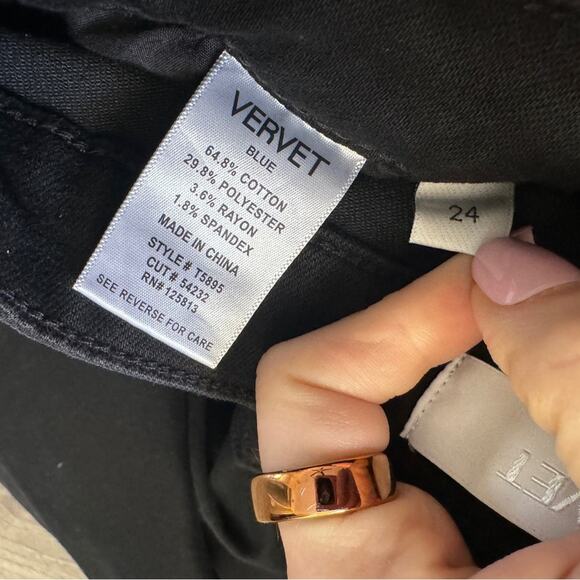 VERVET
BLUE
64.8% COTTON
29.8% POLYESTER
3.6% RAYON
1.8% SPANDEX
MADE IN CHINA
STYLE# T5895
CUT# 54232
RN# 125813
SEE REVERSE FOR CARE
24